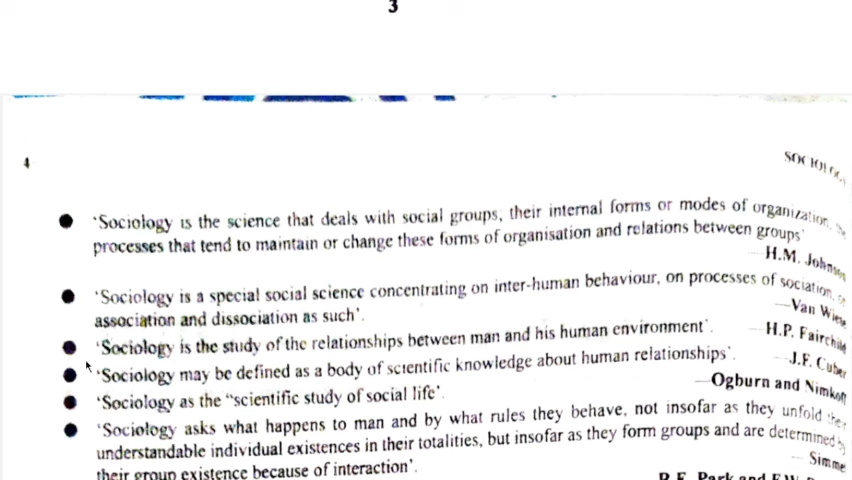 3
4
SOCIOLOGY
'Sociology is the science that deals with social groups, their internal forms or modes of organization, the
processes that tend to maintain or change these forms of organisation and relations between groups'
—H.M. Johnson
'Sociology is a special social science concentrating on inter-human behaviour, on processes of sociation, on
association and dissociation as such'.
—Van Wiese
'Sociology is the study of the relationships between man and his human environment'.
—H.P. Fairchild
'Sociology may be defined as a body of scientific knowledge about human relationships'.
—J.F. Cuber
'Sociology as the "scientific study of social life'.
—Ogburn and Nimkoff
'Sociology asks what happens to man and by what rules they behave, not insofar as they unfold their
understandable individual existences in their totalities, but insofar as they form groups and are determined by
their group existence because of interaction'.
—Simmel
R.E. Park and F.W.